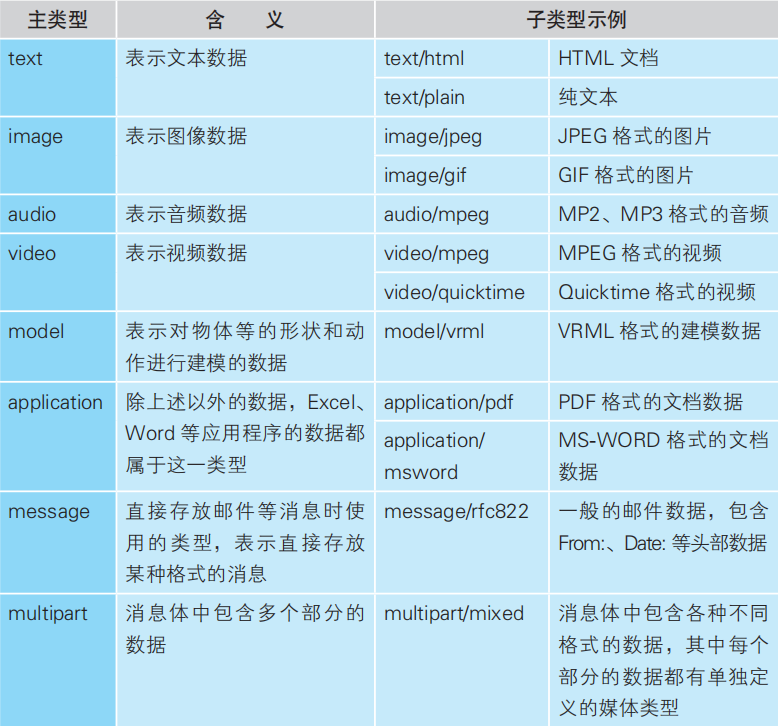 主类型 含 义 子类型示例
text 表示文本数据 text/html HTML 文档
text/plain 纯文本
image 表示图像数据 image/jpeg JPEG 格式的图片
image/gif GIF 格式的图片
audio 表示音频数据 audio/mpeg MP2、MP3 格式的音频
video 表示视频数据 video/mpeg MPEG 格式的视频
video/quicktime Quicktime 格式的视频
model 表示对物体等的形状和动 model/vrml VRML 格式的建模数据
作进行建模的数据
application 除上述以外的数据，Excel、 application/pdf PDF 格式的文档数据
Word 等应用程序的数据都 application/ MS-WORD 格式的文档
属于这一类型 msword 数据
message 直接存放邮件等消息时使 message/rfc822 一般的邮件数据，包含
用的类型，表示直接存放 From:、Date: 等头部数据
某种格式的消息
multipart 消息体中包含多个部分的 multipart/mixed 消息体中包含各种不同
数据 格式的数据，其中每个
部分的数据都有单独定
义的媒体类型